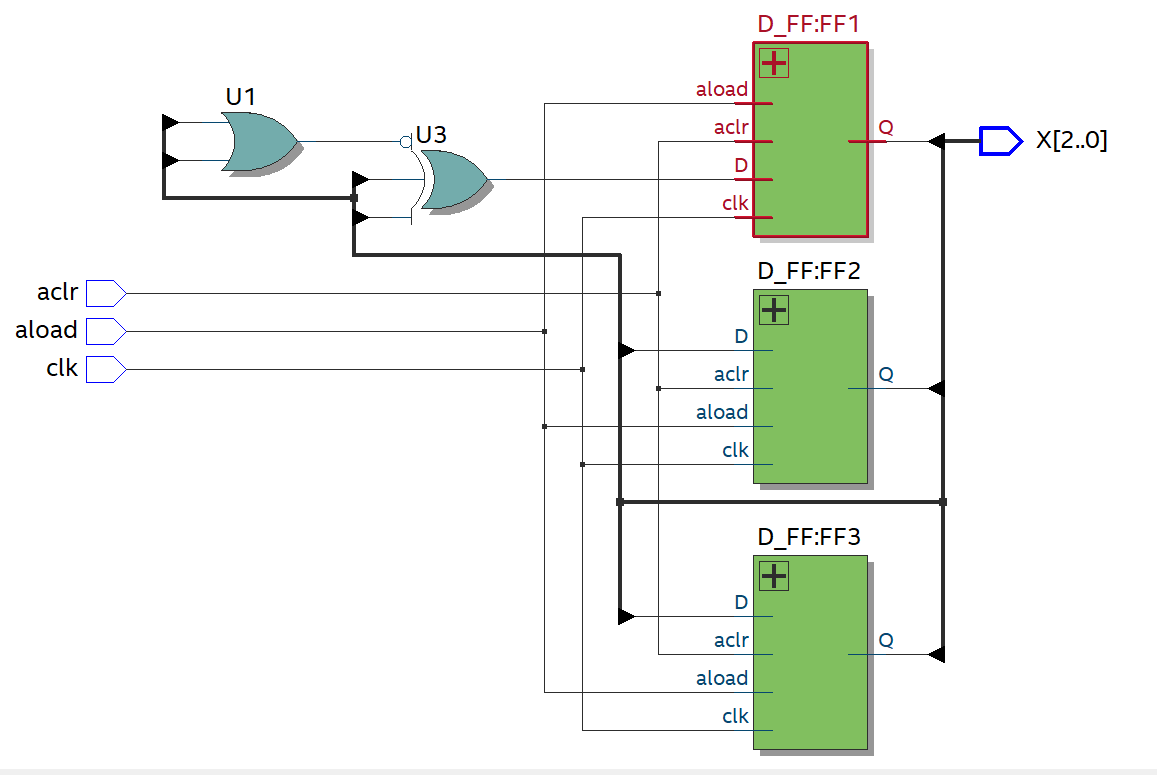 D_FF:FF1
U1
aload
U3
aclr
Q
X[2..0]
D
clk
D_FF:FF2
aclr
aload
D
clk
aclr
Q
aload
clk
D_FF:FF3
D
aclr
Q
aload
clk